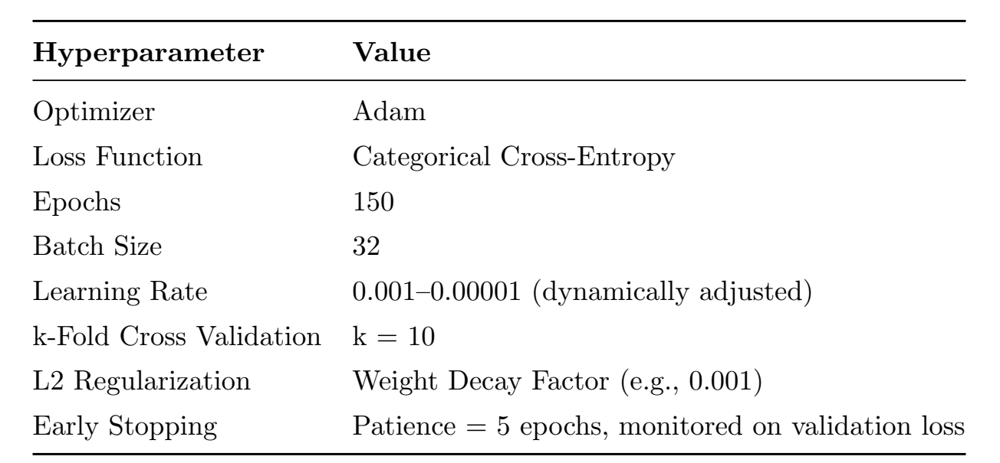 Hyperparameter Value
Optimizer Adam
Loss Function Categorical Cross-Entropy
Epochs 150
Batch Size 32
Learning Rate 0.001–0.00001 (dynamically adjusted)
k-Fold Cross Validation k = 10
L2 Regularization Weight Decay Factor (e.g., 0.001)
Early Stopping Patience = 5 epochs, monitored on validation loss